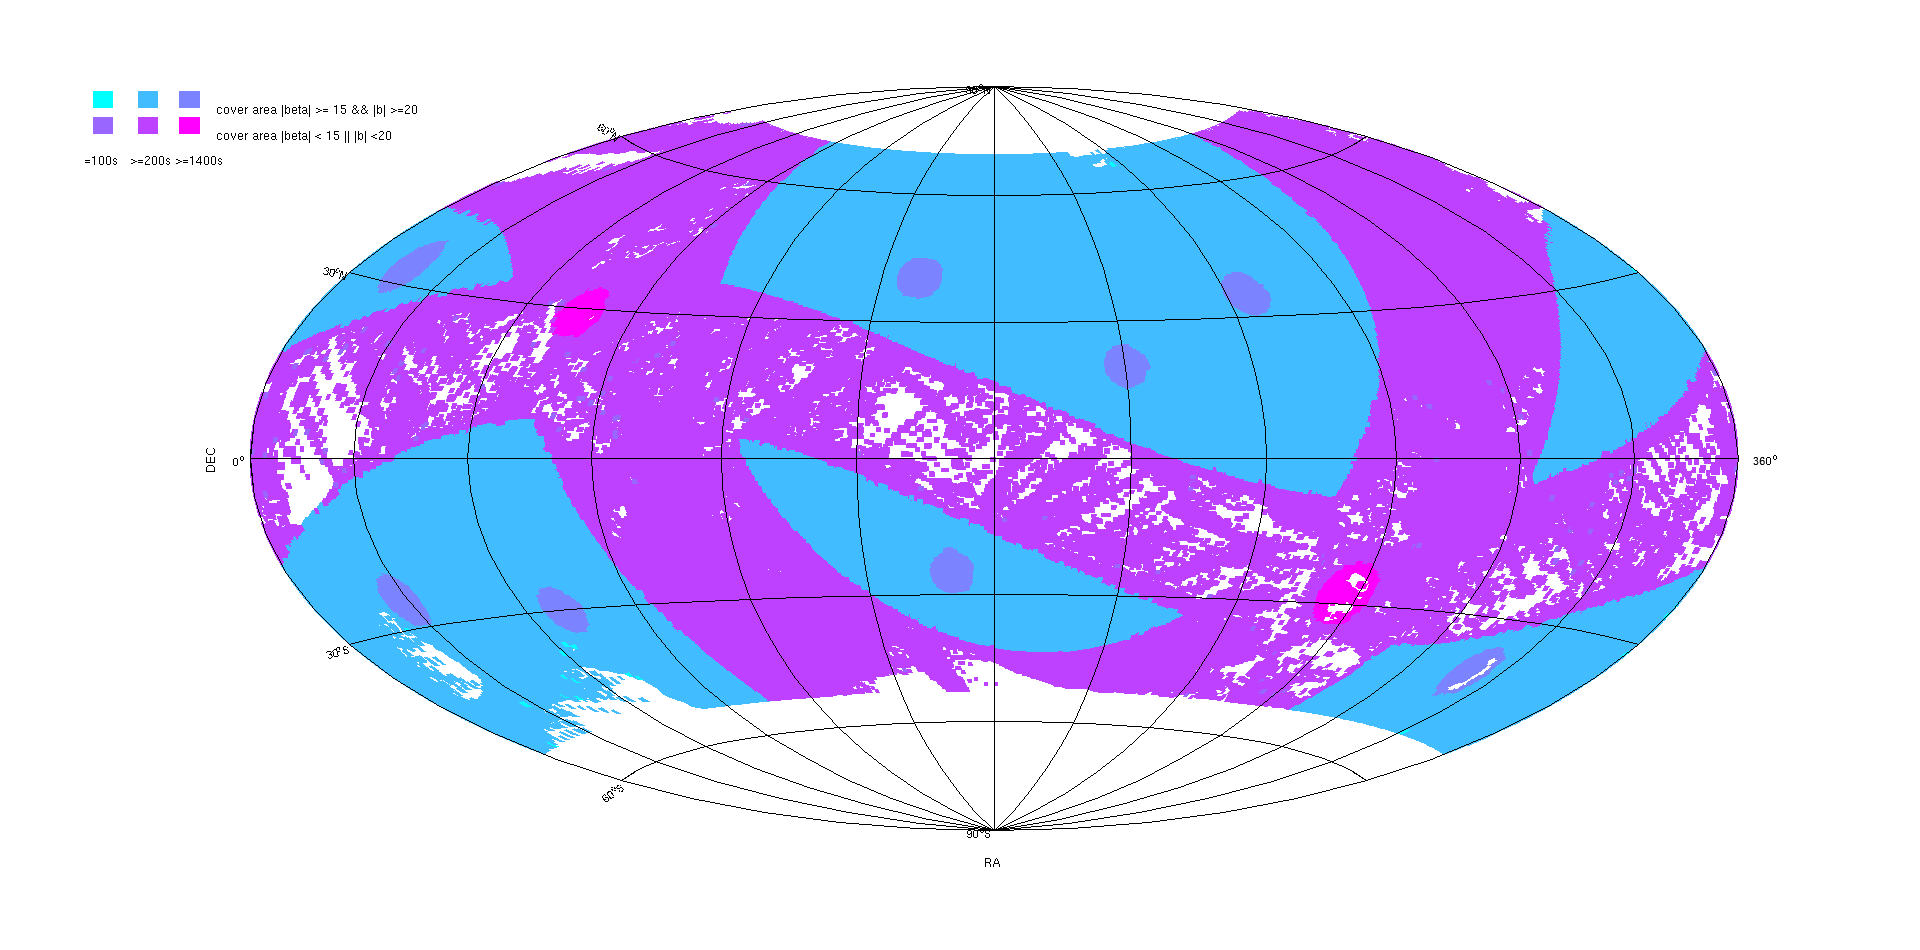 cover area |beta| >= 15 && |b| >=20
cover area |beta| < 15 || |b| <20
=100s >=200s >=1400s
90°N
60°N
30°N
DEC
0°
360°
30°S
60°S
90°S
RA